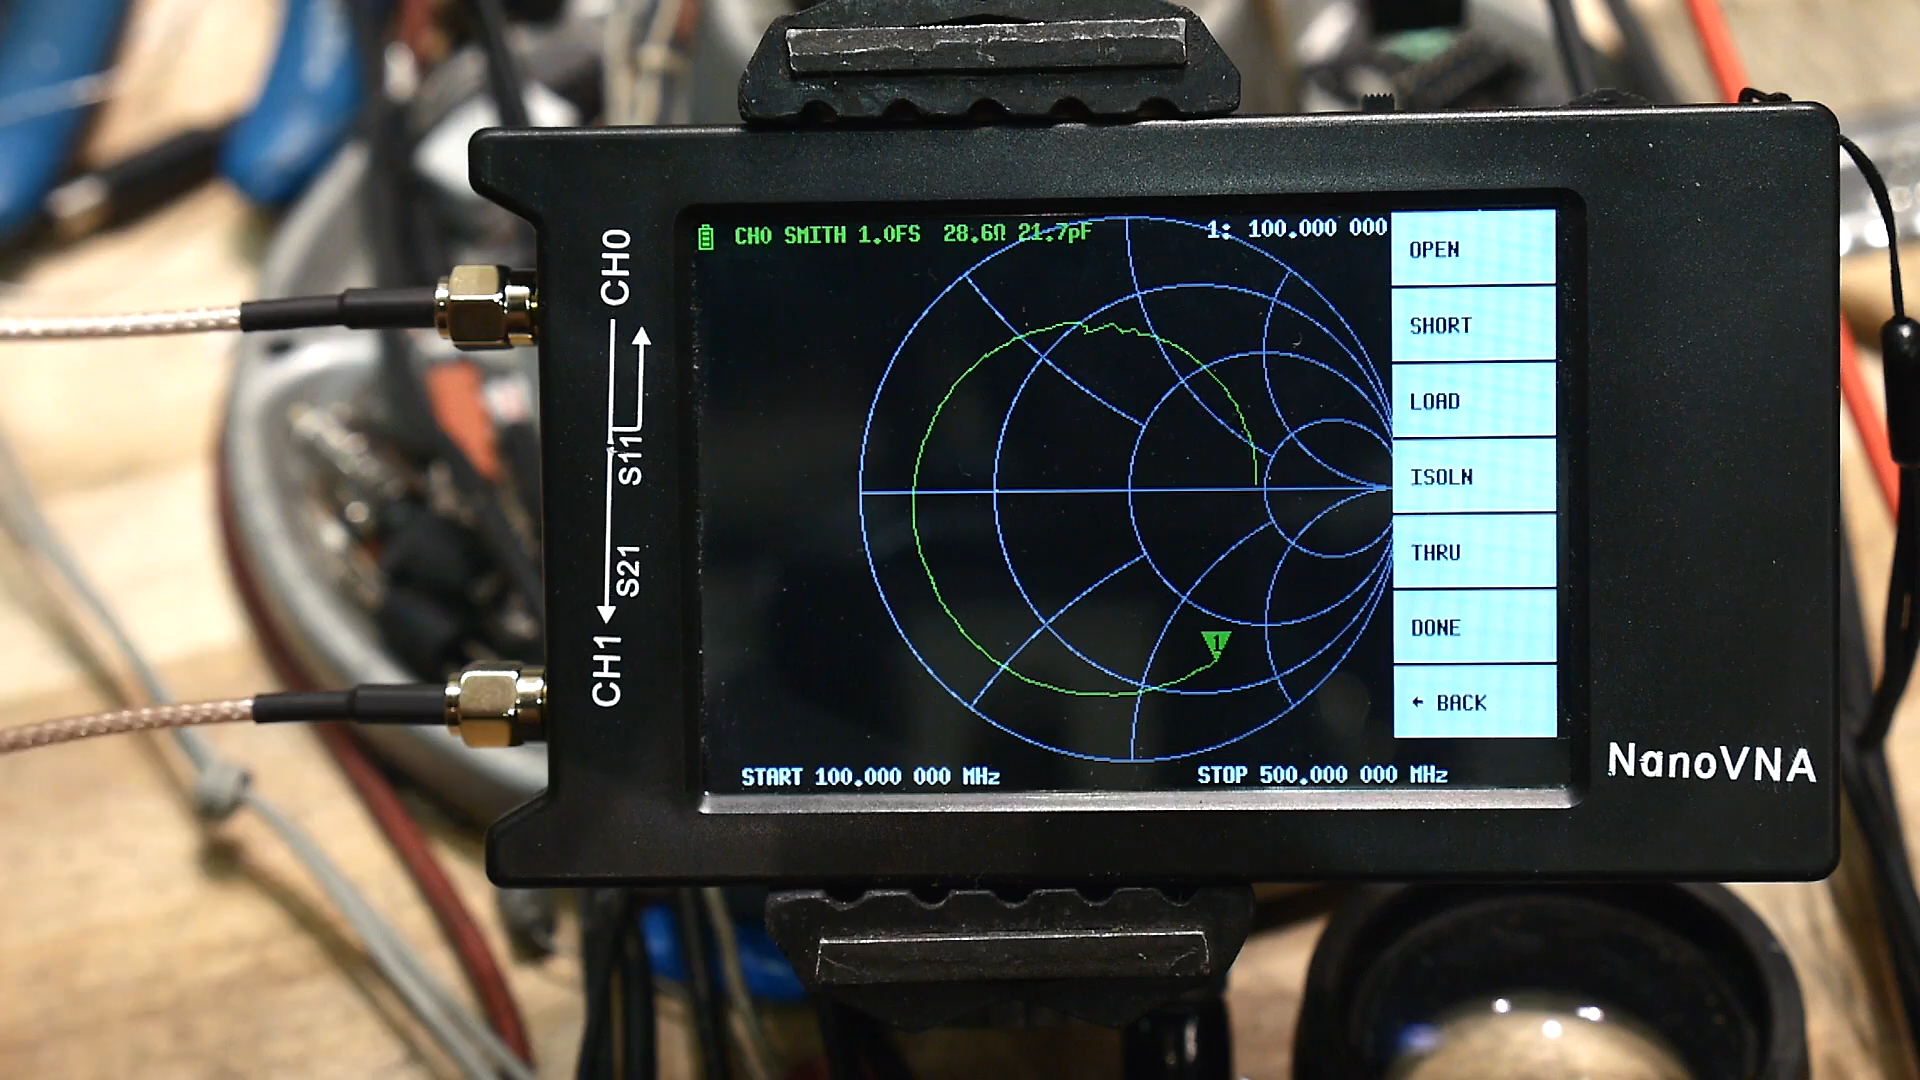 CH0 SMITH 1.0FS 28.6Ω 21.7pF
1: 100.000 000
OPEN
SHORT
LOAD
ISOLN
THRU
DONE
← BACK
START 100.000 000 MHz
STOP 500.000 000 MHz
1
CH0
S11
S21
CH1
NanoVNA